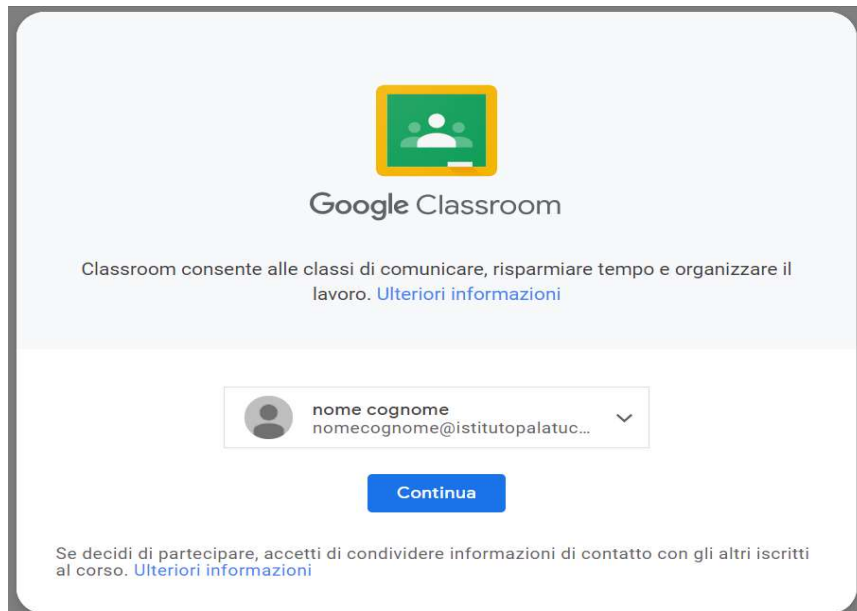 Google Classroom
Classroom consente alle classi di comunicare, risparmiare tempo e organizzare il
lavoro. Ulteriori informazioni
nome cognome
nomecognome@istitutopalatuc...
Continua
Se decidi di partecipare, accetti di condividere informazioni di contatto con gli altri iscritti
al corso. Ulteriori informazioni